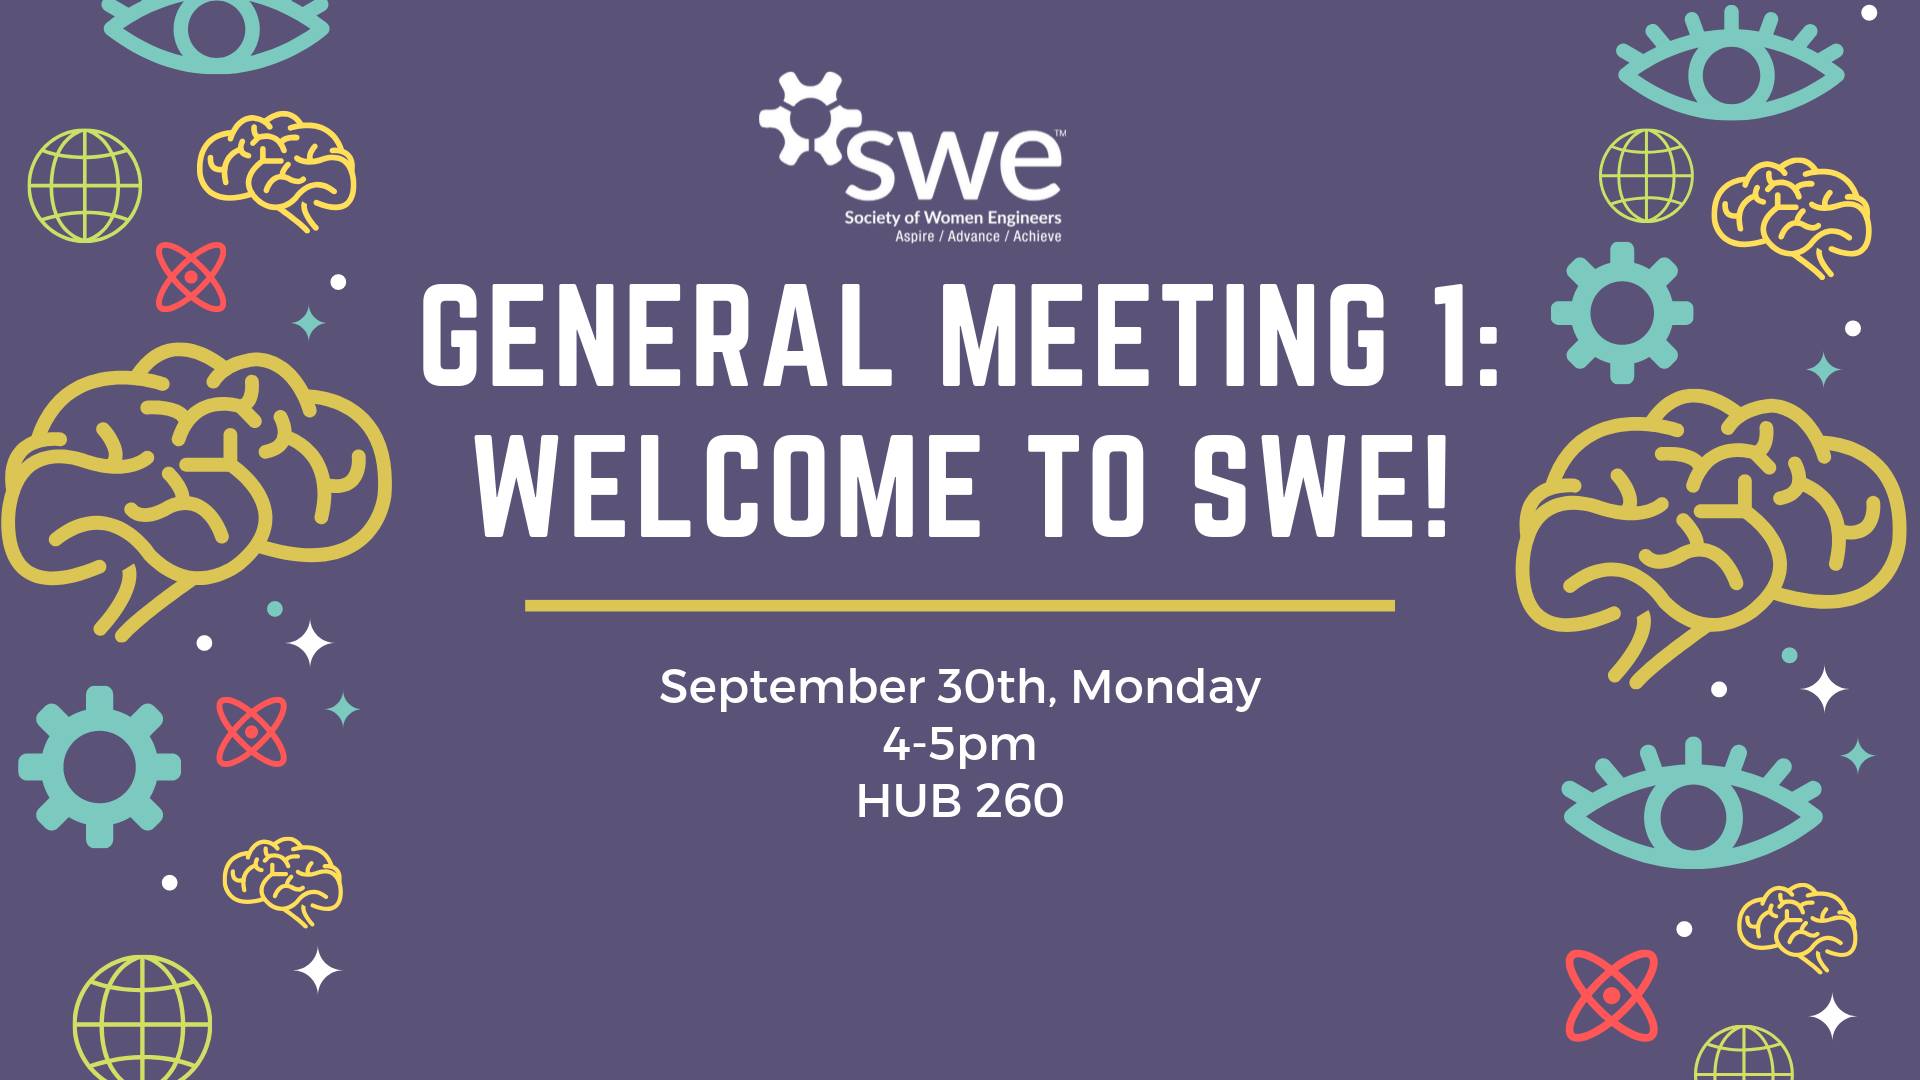 swe™
Society of Women Engineers
Aspire / Advance / Achieve
GENERAL MEETING 1:
WELCOME TO SWE!
September 30th, Monday
4-5pm
HUB 260